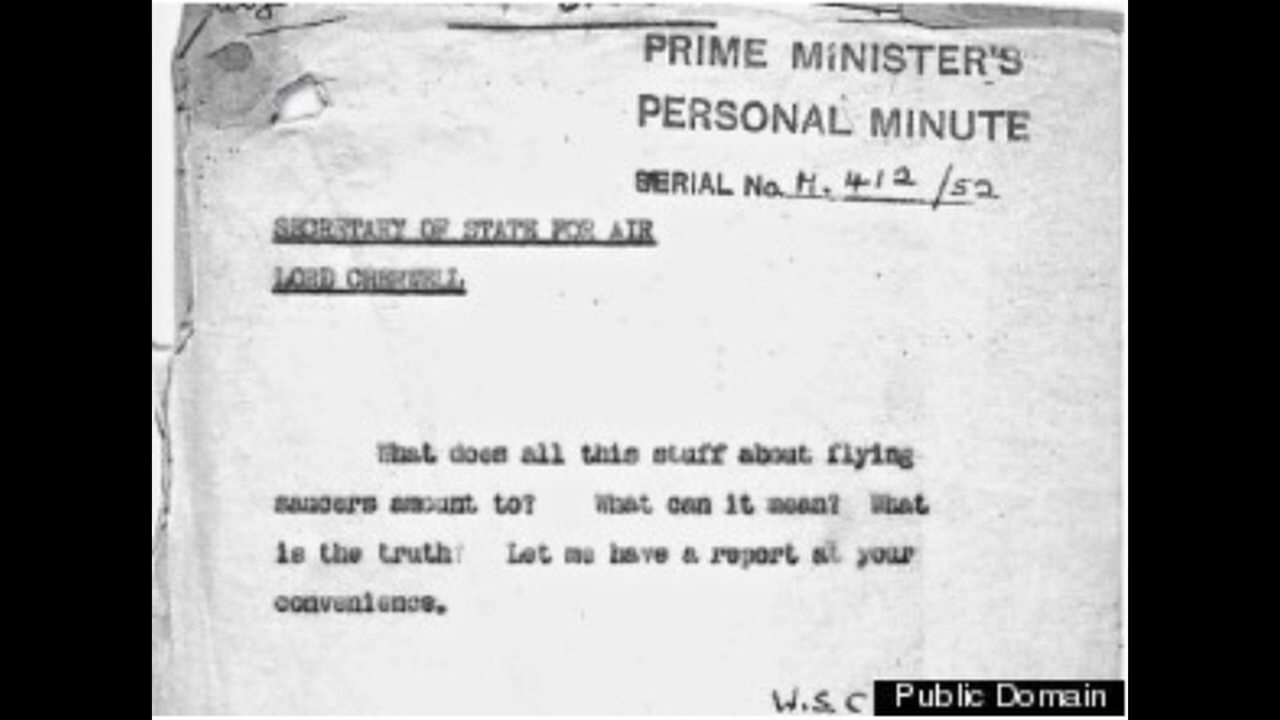 PRIME MINISTER'S
PERSONAL MINUTE
SERIAL No. M. 412/52
SECRETARY OF STATE FOR AIR
LORD CHERWELL
What does all this stuff about flying
saucers amount to? What can it mean? What
is the truth? Let me have a report at your
convenience.
W.S.C
Public Domain